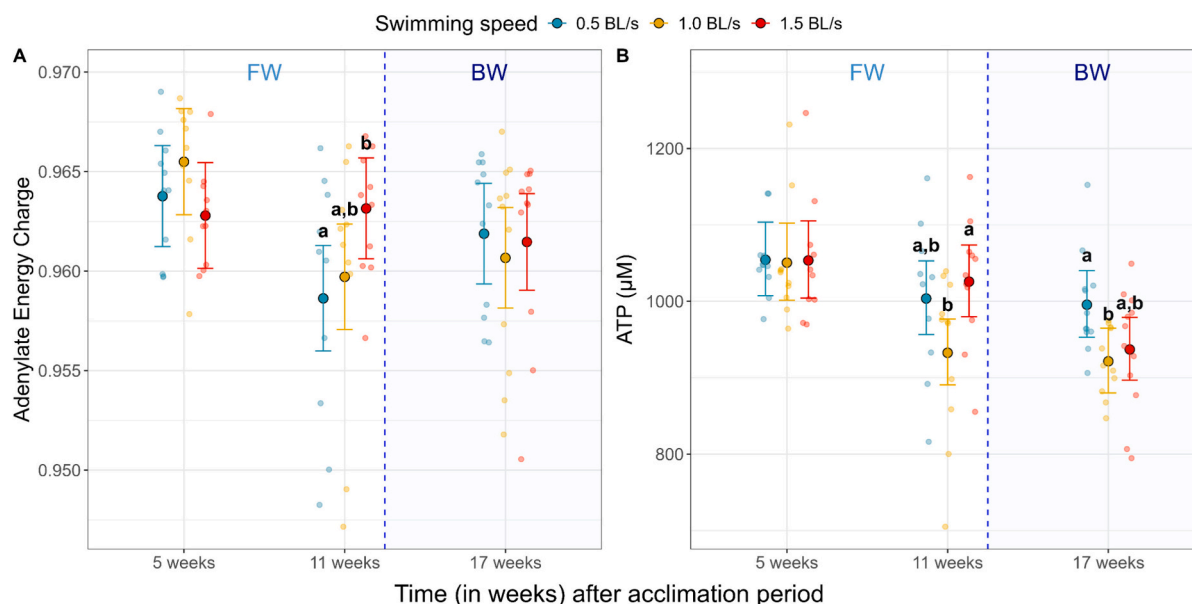 Swimming speed 0.5 BL/s 1.0 BL/s 1.5 BL/s
A
FW
BW
Adenylate Energy Charge
0.970
0.965
0.960
0.955
0.950
a
a,b
b
5 weeks
11 weeks
17 weeks
B
FW
BW
ATP (µM)
1200
1000
800
a,b
b
a
a
b
a,b
5 weeks
11 weeks
17 weeks
Time (in weeks) after acclimation period